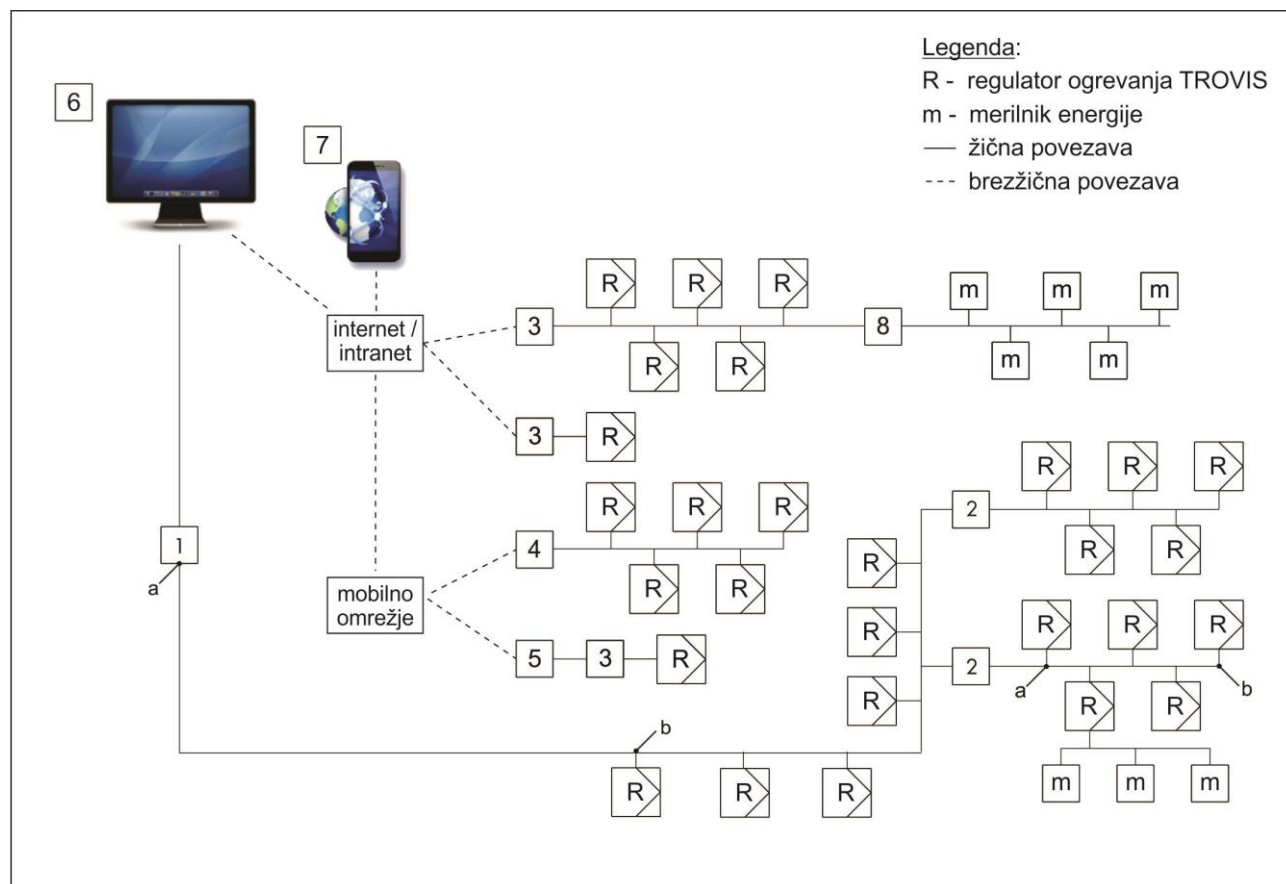 Legenda:
R - regulator ogrevanja TROVIS
m - merilnik energije
žična povezava
brezžična povezava
6
7
internet /
intranet
R R R
3 8
R R
m m m
m m
3 R
R R R
4
R R
mobilno
omrežje
5 3 R
1
a
R R R
2
R R
R
R
R
R R R
2
a b
R R
m m m
b
R R R